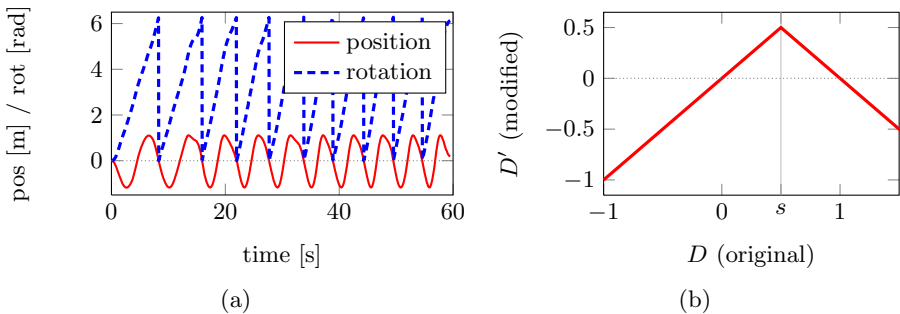 pos [m] / rot [rad]
6
4
2
0
position
rotation
0
20
40
60
time [s]
(a)
D′ (modified)
0.5
0
−0.5
−1
−1
0
s
1
D (original)
(b)